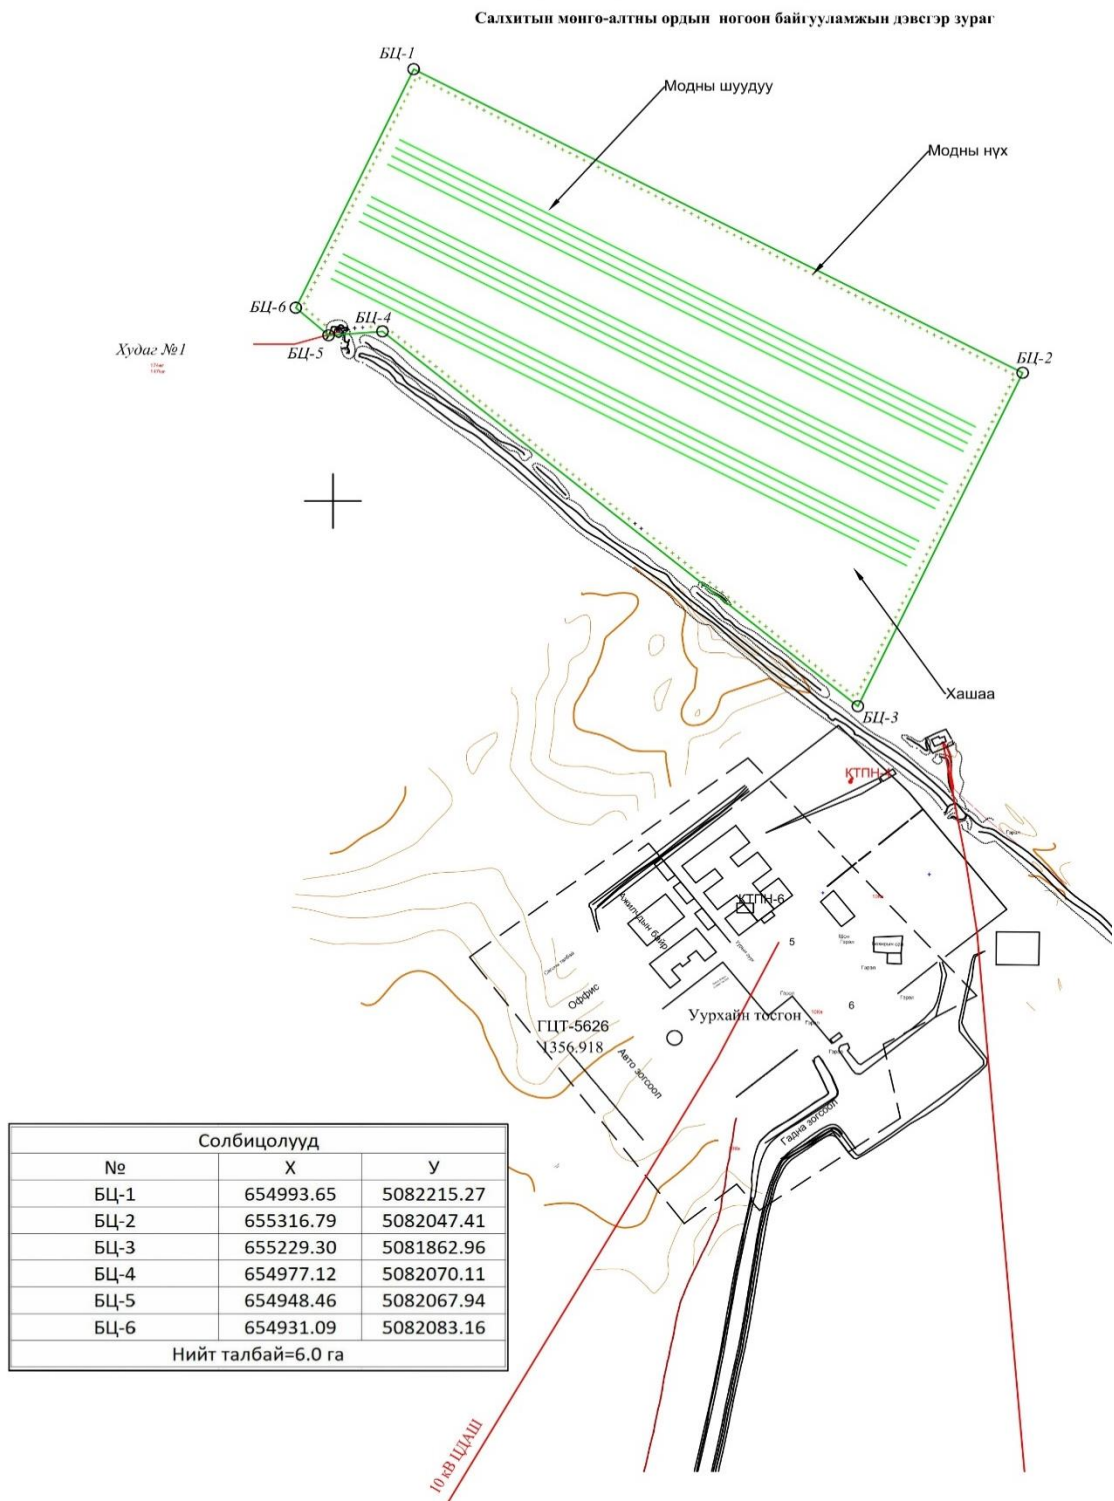 Салхитын мөнгө-алтны ордын ногоон байгууламжын дэвсгэр зураг
БЦ-1
Модны шуудуу
Модны нүх
БЦ-6
БЦ-4
БЦ-5
Худаг №1
БЦ-2
Хашаа
БЦ-3
КТПН-
КТПН-6
Ажилчдын байр
5
6
Оффис
ГЦТ-5626
1356.918
Уурхайн тосгон
Авто зогсоол
Гадна зогсоол
Солбицолууд
№ X У
БЦ-1 654993.65 5082215.27
БЦ-2 655316.79 5082047.41
БЦ-3 655229.30 5081862.96
БЦ-4 654977.12 5082070.11
БЦ-5 654948.46 5082067.94
БЦ-6 654931.09 5082083.16
Нийт талбай=6.0 га
10 кВ ЦДАШ